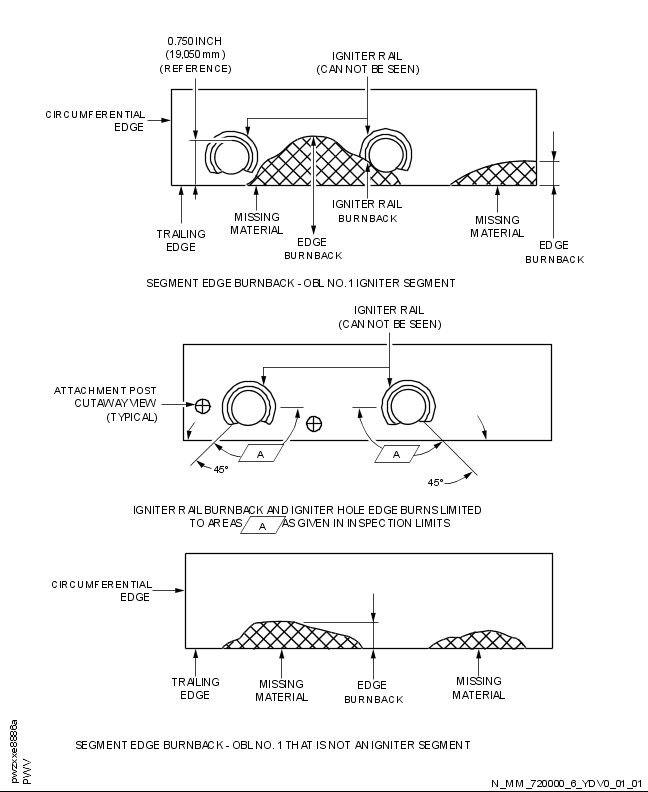 0.750 INCH
(19,050 mm)
(REFERENCE)
IGNITER RAIL
(CAN NOT BE SEEN)
CIRCUMFERENTIAL
EDGE
TRAILING
EDGE
MISSING
MATERIAL
EDGE
BURNBACK
IGNITER RAIL
BURNBACK
MISSING
MATERIAL
EDGE
BURNBACK
SEGMENT EDGE BURNBACK - OBL NO. 1 IGNITER SEGMENT
IGNITER RAIL
(CAN NOT BE SEEN)
ATTACHMENT POST
CUTAWAY VIEW
(TYPICAL)
A
A
45°
45°
IGNITER RAIL BURNBACK AND IGNITER HOLE EDGE BURNS LIMITED
TO AREAS A AS GIVEN IN INSPECTION LIMITS
CIRCUMFERENTIAL
EDGE
TRAILING
EDGE
MISSING
MATERIAL
EDGE
BURNBACK
MISSING
MATERIAL
SEGMENT EDGE BURNBACK - OBL NO. 1 THAT IS NOT AN IGNITER SEGMENT
pwzxxe8886a
PWV
N_MM_720000_6_YDV0_01_01